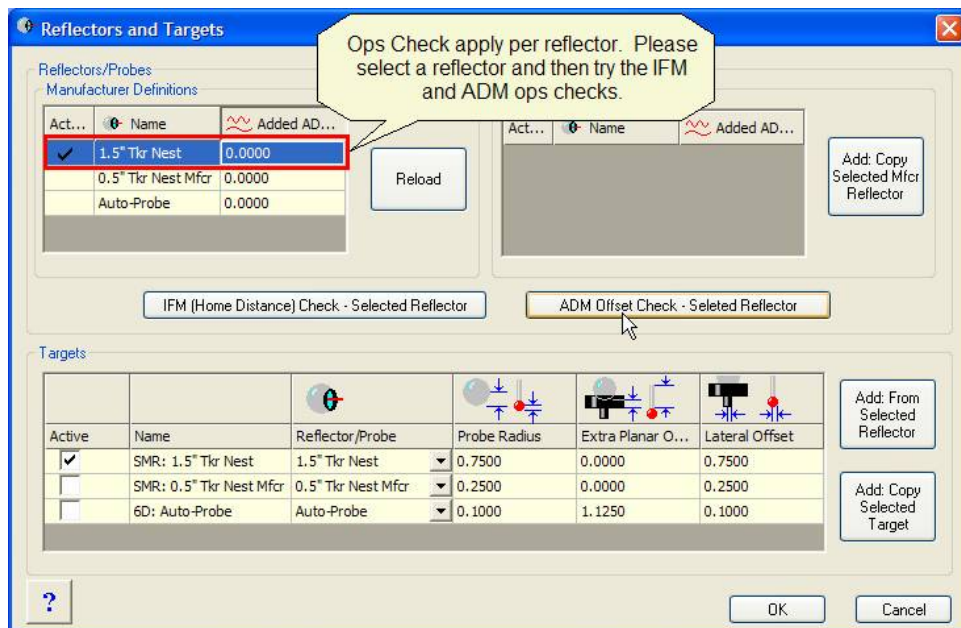 Reflectors and Targets
Ops Check apply per reflector. Please
select a reflector and then try the IFM
and ADM ops checks.
Reflectors/Probes
Manufacturer Definitions
Act... Name Added AD...
1.5" Tkr Nest 0.0000
0.5" Tkr Nest Mfcr 0.0000
Auto-Probe 0.0000
Reload
Act... Name Added AD...
Add: Copy
Selected Mfcr
Reflector
IFM (Home Distance) Check - Selected Reflector
ADM Offset Check - Seleted Reflector
Targets
Active Name Reflector/Probe Probe Radius Extra Planar O... Lateral Offset
SMR: 1.5" Tkr Nest 1.5" Tkr Nest 0.7500 0.0000 0.7500
SMR: 0.5" Tkr Nest Mfcr 0.5" Tkr Nest Mfcr 0.2500 0.0000 0.2500
6D: Auto-Probe Auto-Probe 0.1000 1.1250 0.1000
Add: From
Selected
Reflector
Add: Copy
Selected
Target
?
OK
Cancel